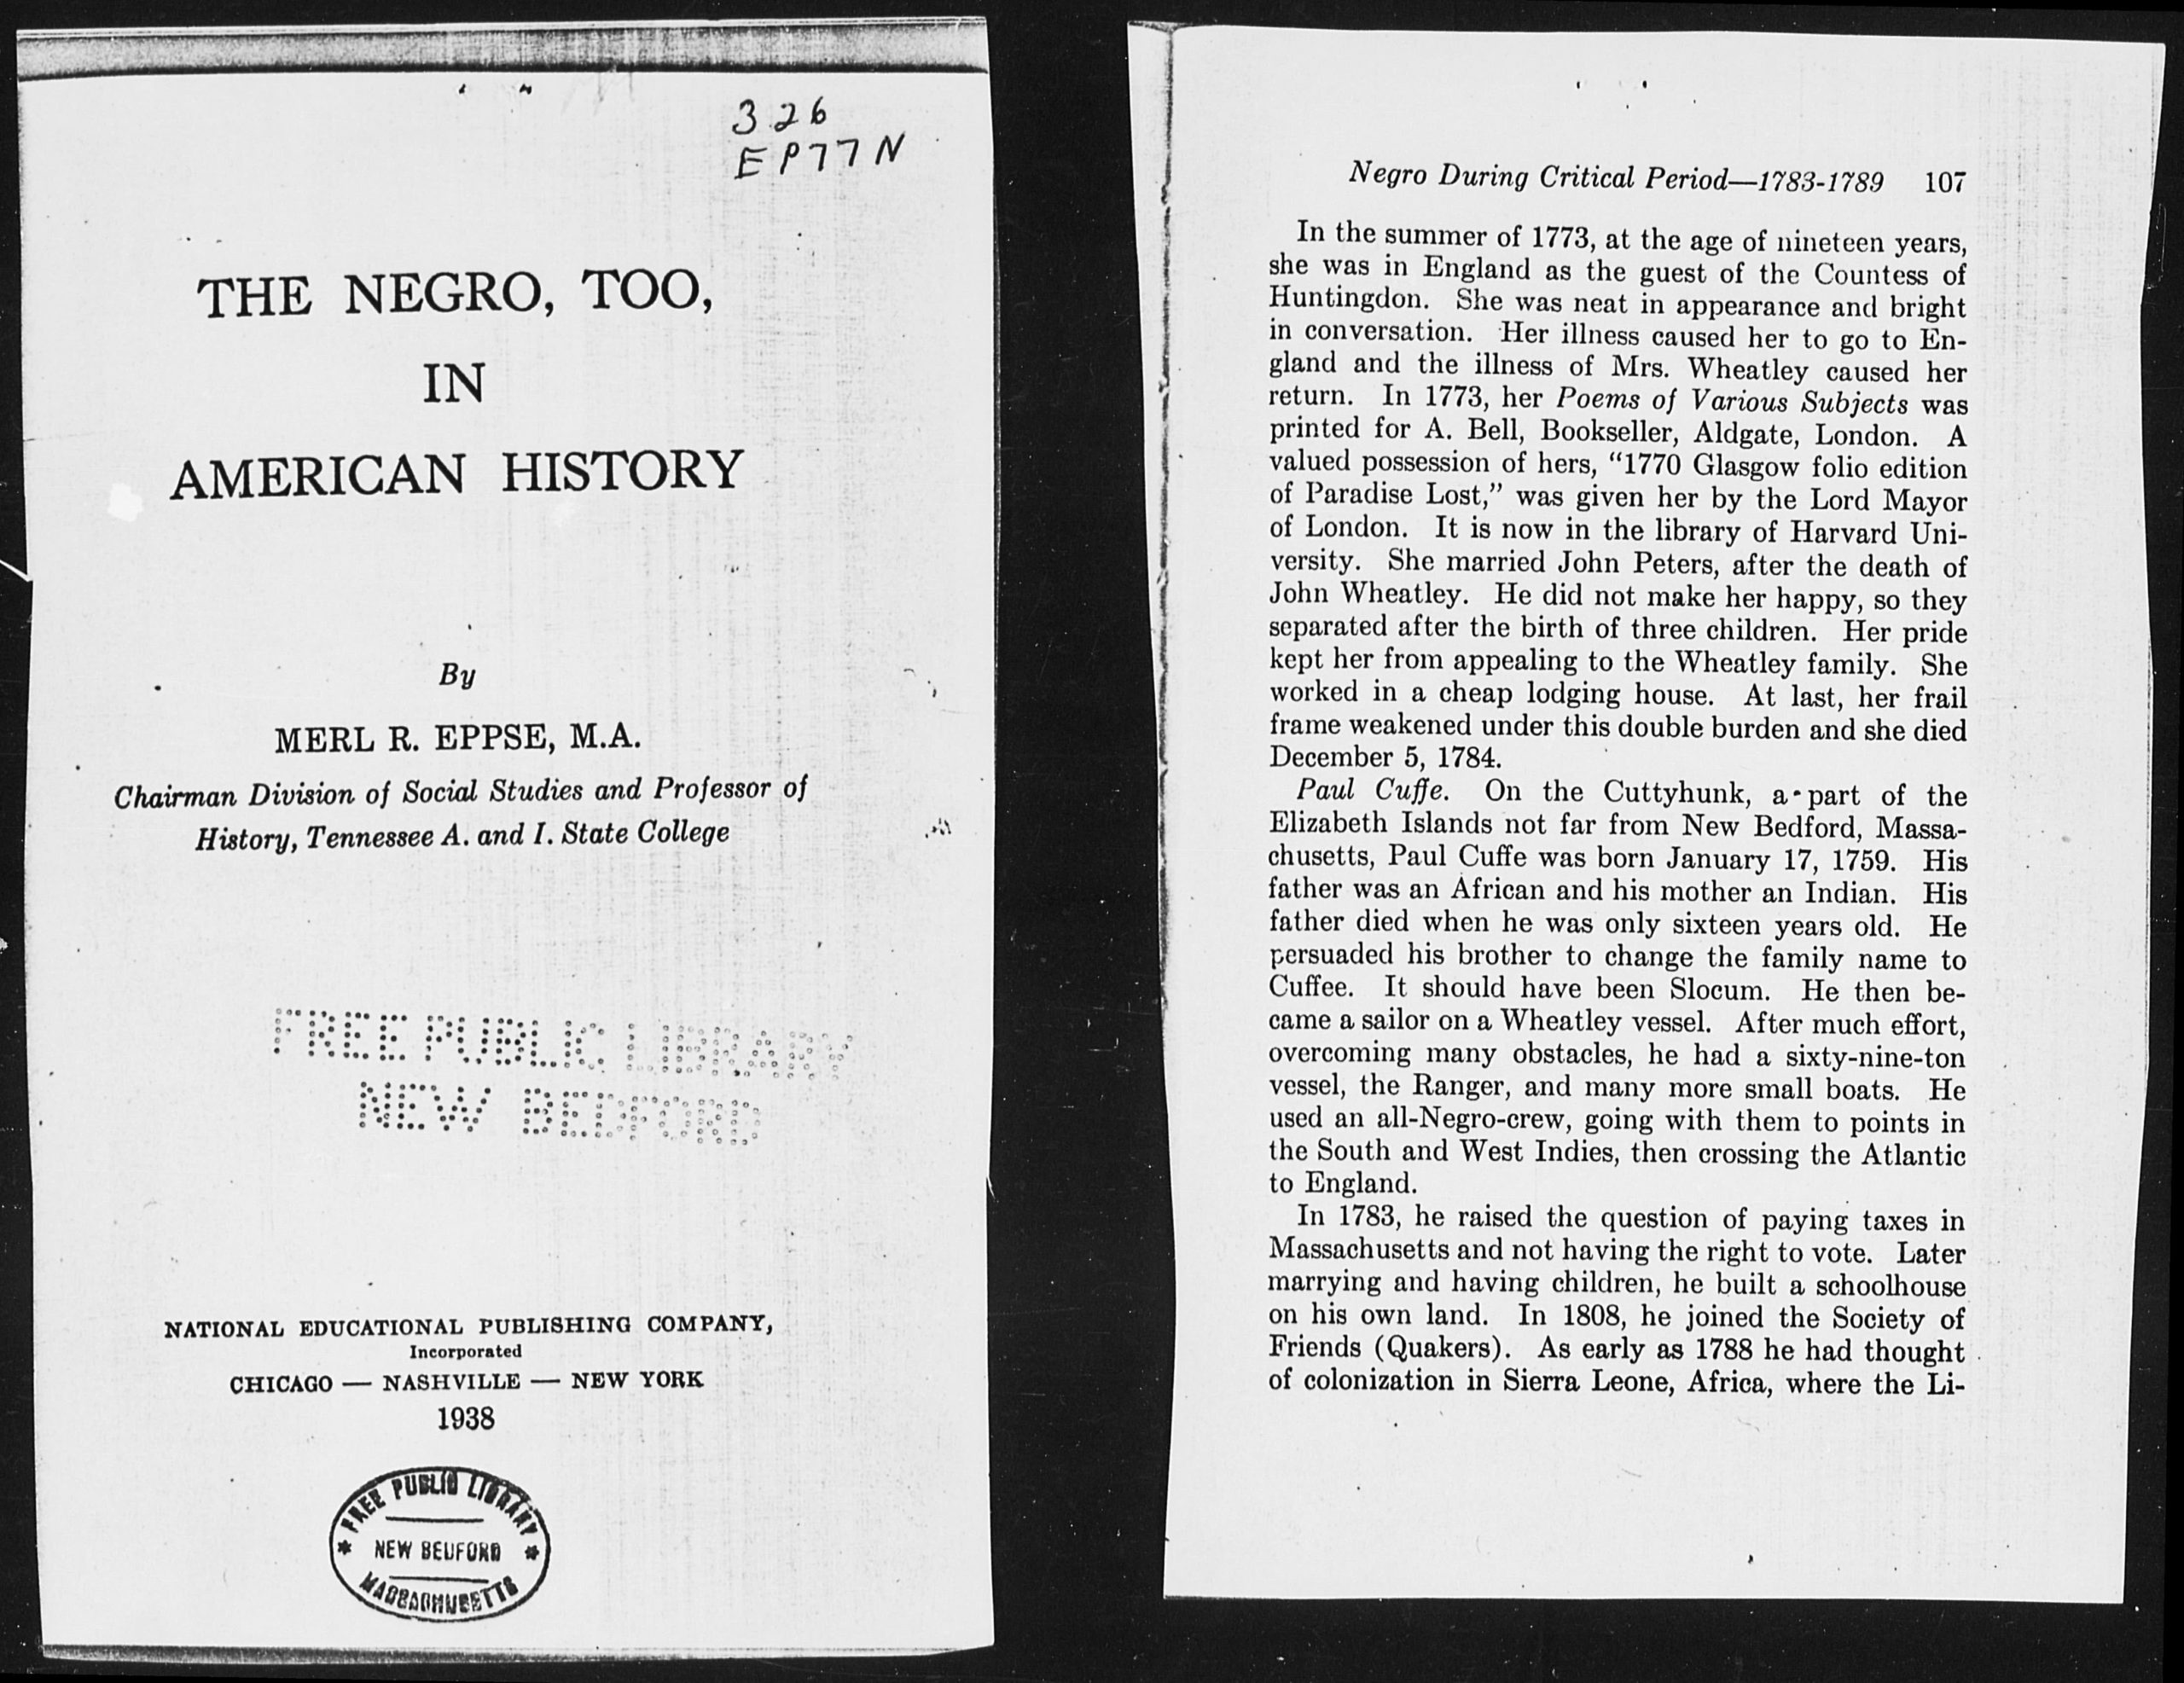 326
EP77N
THE NEGRO, TOO,
IN
AMERICAN HISTORY
By
MERL R. EPPSE, M.A.
Chairman Division of Social Studies and Professor of
History, Tennessee A. and I. State College
FREE PUBLIC LIBRARY
NEW BEDFORD
NATIONAL EDUCATIONAL PUBLISHING COMPANY,
Incorporated
CHICAGO — NASHVILLE — NEW YORK
1938
FREE PUBLIC LIBRARY
* NEW BEDFORD *
MASSACHUSETTS
Negro During Critical Period—1783-1789 107
In the summer of 1773, at the age of nineteen years,
she was in England as the guest of the Countess of
Huntingdon. She was neat in appearance and bright
in conversation. Her illness caused her to go to En-
gland and the illness of Mrs. Wheatley caused her
return. In 1773, her Poems of Various Subjects was
printed for A. Bell, Bookseller, Aldgate, London. A
valued possession of hers, “1770 Glasgow folio edition
of Paradise Lost,” was given her by the Lord Mayor
of London. It is now in the library of Harvard Uni-
versity. She married John Peters, after the death of
John Wheatley. He did not make her happy, so they
separated after the birth of three children. Her pride
kept her from appealing to the Wheatley family. She
worked in a cheap lodging house. At last, her frail
frame weakened under this double burden and she died
December 5, 1784.
Paul Cuffe. On the Cuttyhunk, a part of the
Elizabeth Islands not far from New Bedford, Massa-
chusetts, Paul Cuffe was born January 17, 1759. His
father was an African and his mother an Indian. His
father died when he was only sixteen years old. He
persuaded his brother to change the family name to
Cuffee. It should have been Slocum. He then be-
came a sailor on a Wheatley vessel. After much effort,
overcoming many obstacles, he had a sixty-nine-ton
vessel, the Ranger, and many more small boats. He
used an all-Negro-crew, going with them to points in
the South and West Indies, then crossing the Atlantic
to England.
In 1783, he raised the question of paying taxes in
Massachusetts and not having the right to vote. Later
marrying and having children, he built a schoolhouse
on his own land. In 1808, he joined the Society of
Friends (Quakers). As early as 1788 he had thought
of colonization in Sierra Leone, Africa, where the Li-